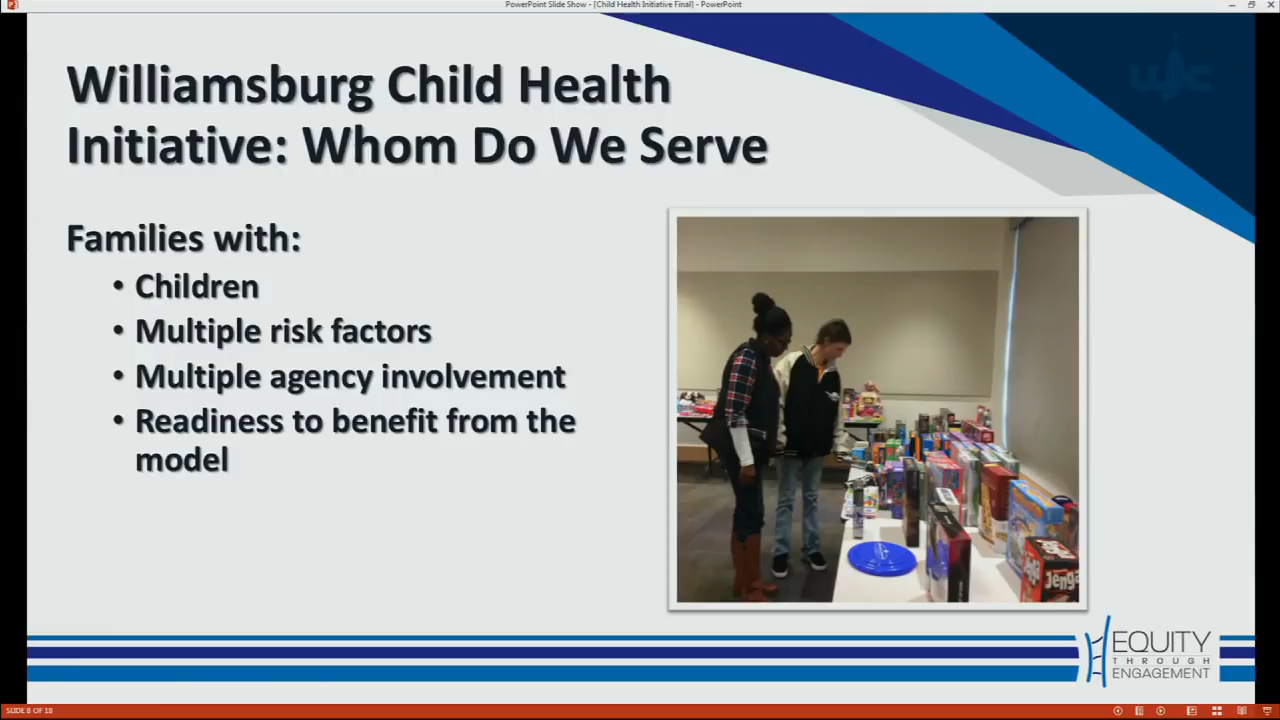 PowerPoint Slide Show - [Child Health Initiative Final] - PowerPoint
wjc
Williamsburg Child Health
Initiative: Whom Do We Serve
Families with:
• Children
• Multiple risk factors
• Multiple agency involvement
• Readiness to benefit from the
model
Jenga
EQUITY
THROUGH
ENGAGEMENT
SLIDE 8 OF 18